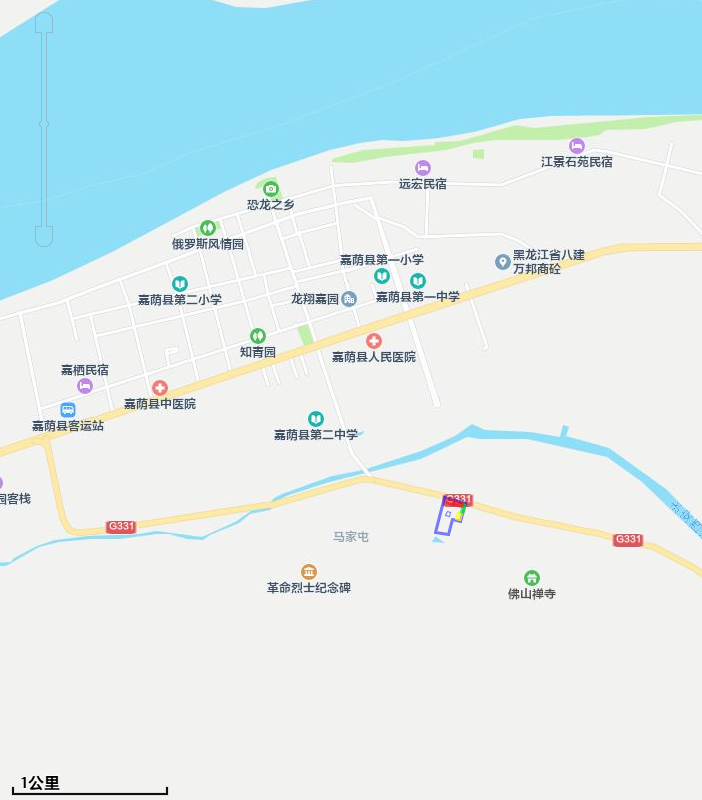 江景石苑民宿
远宏民宿
恐龙之乡
俄罗斯风情园
嘉荫县第一小学
黑龙江省八建
万邦商砼
嘉荫县第二小学
龙翔嘉园
嘉荫县第一中学
知青园
嘉荫县人民医院
嘉栖民宿
嘉荫县中医院
嘉荫县客运站
嘉荫县第二中学
园客栈
G331
G331
马家屯
G331
革命烈士纪念碑
佛山禅寺
1公里